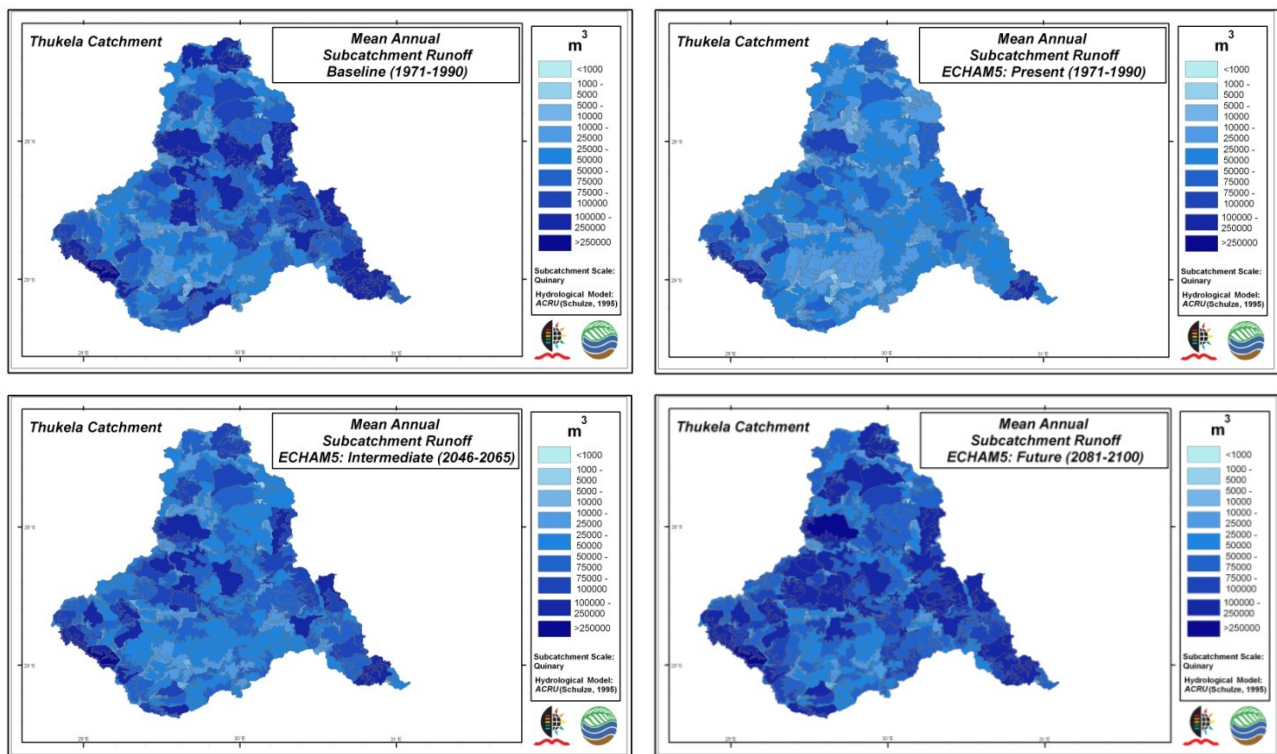 Thukela Catchment
Mean Annual
Subcatchment Runoff
Baseline (1971-1990)
m3
<1000
1000 -
5000
5000 -
10000
10000 -
25000
25000 -
50000
50000 -
75000
75000 -
100000
100000 -
250000
>250000
Subcatchment Scale:
Quinary
Hydrological Model:
ACRU (Schulze, 1995)
29°E
30°E
31°E
Thukela Catchment
Mean Annual
Subcatchment Runoff
ECHAM5: Present (1971-1990)
m3
<1000
1000 -
5000
5000 -
10000
10000 -
25000
25000 -
50000
50000 -
75000
75000 -
100000
100000 -
250000
>250000
Subcatchment Scale:
Quinary
Hydrological Model:
ACRU (Schulze, 1995)
Thukela Catchment
Mean Annual
Subcatchment Runoff
ECHAM5: Intermediate (2046-2065)
m3
<1000
1000 -
5000
5000 -
10000
10000 -
25000
25000 -
50000
50000 -
75000
75000 -
100000
100000 -
250000
>250000
Subcatchment Scale:
Quinary
Hydrological Model:
ACRU (Schulze, 1995)
Thukela Catchment
Mean Annual
Subcatchment Runoff
ECHAM5: Future (2081-2100)
m3
<1000
1000 -
5000
5000 -
10000
10000 -
25000
25000 -
50000
50000 -
75000
75000 -
100000
100000 -
250000
>250000
Subcatchment Scale:
Quinary
Hydrological Model:
ACRU (Schulze, 1995)